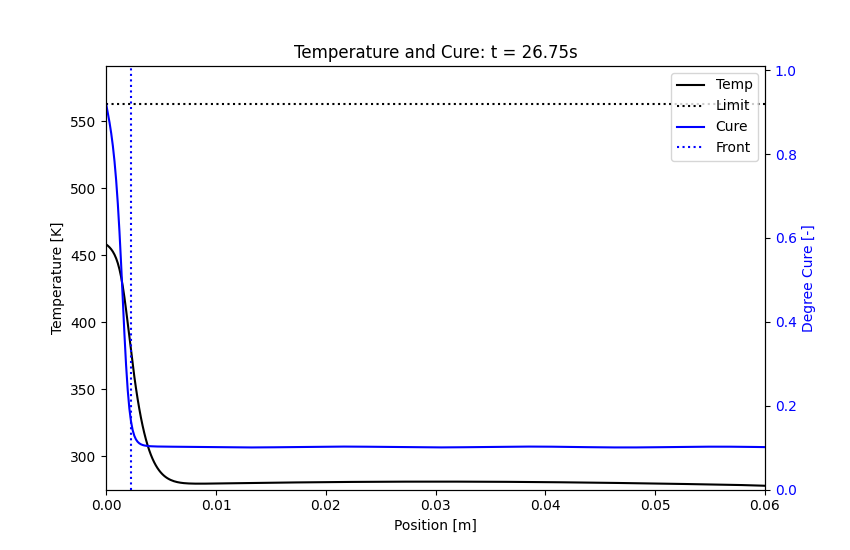 Temperature and Cure: t = 26.75s
Temp
Limit
Cure
Front
Temperature [K]
550
500
450
400
350
300
1.0
0.8
0.6
0.4
0.2
0.0
Degree Cure [-]
0.00
0.01
0.02
0.03
0.04
0.05
0.06
Position [m]